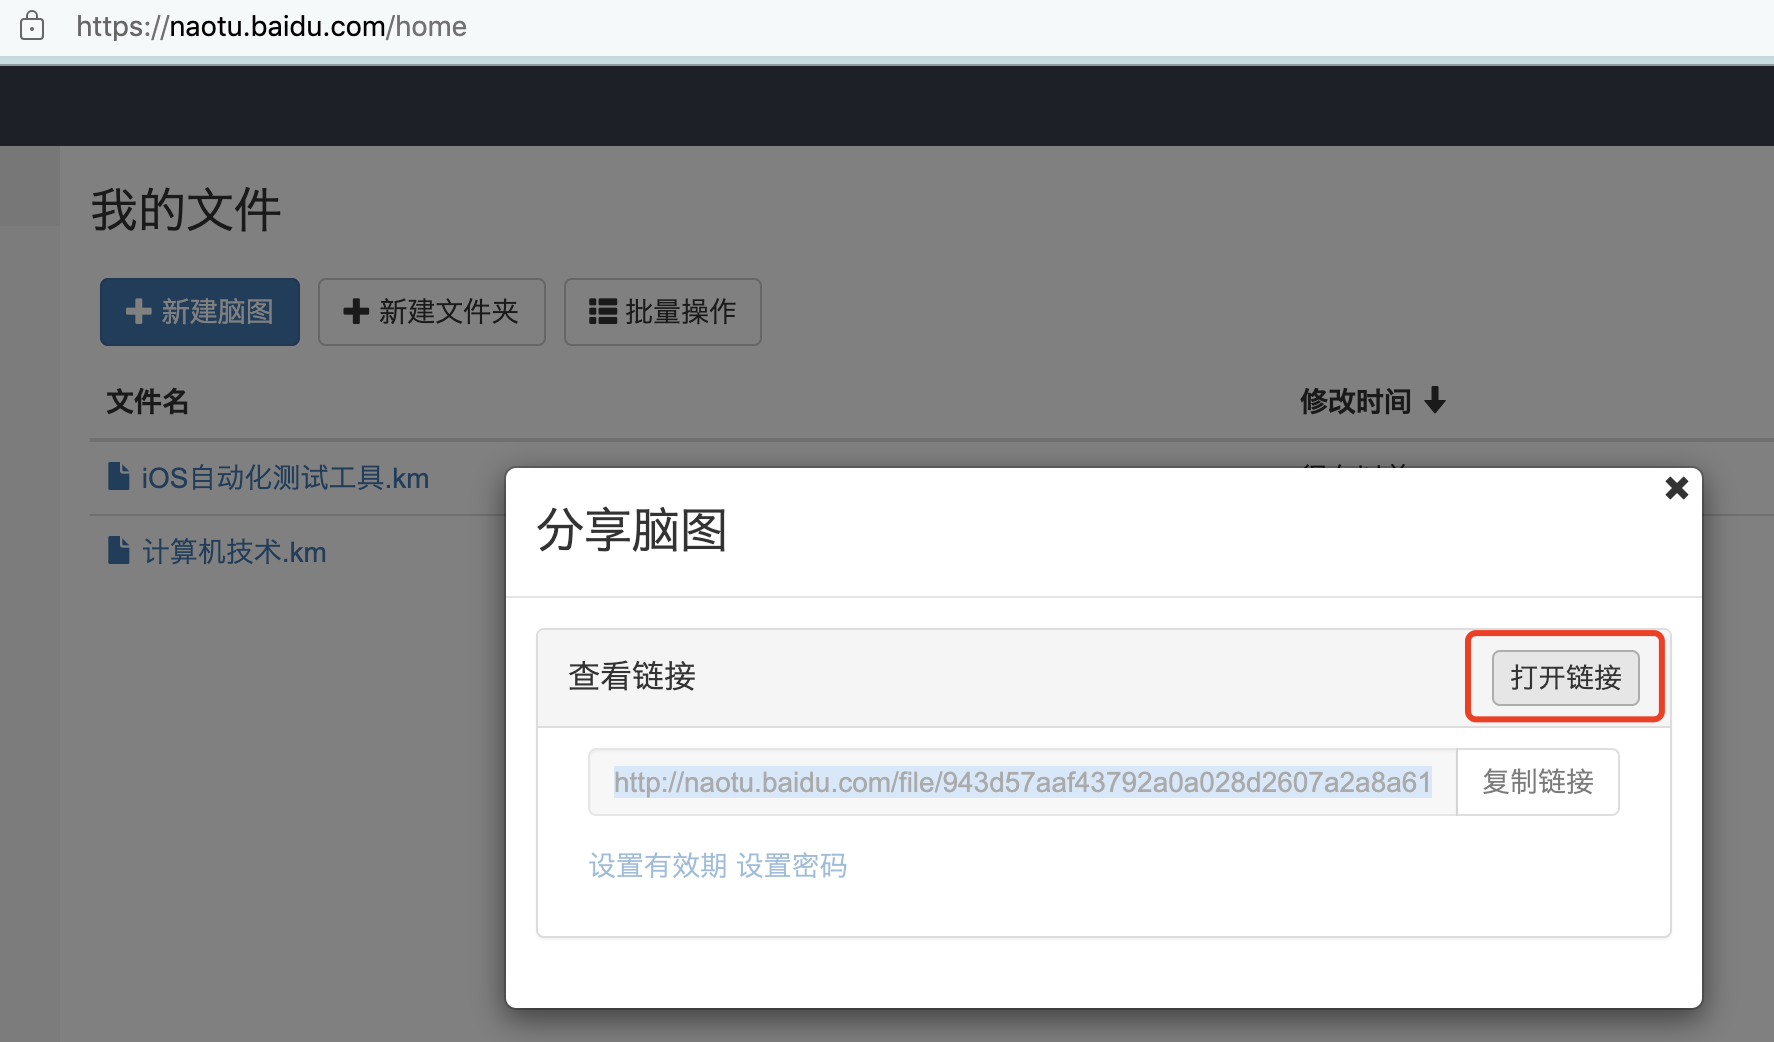 https://naotu.baidu.com/home
我的文件
新建脑图 新建文件夹 批量操作
文件名 修改时间
iOS自动化测试工具.km
计算机技术.km
分享脑图
查看链接 打开链接
http://naotu.baidu.com/file/943d57aaf43792a0a028d2607a2a8a61 复制链接
设置有效期 设置密码